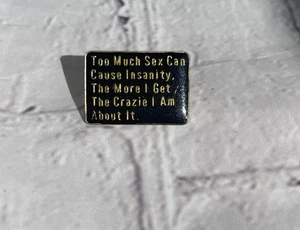 Too Much Sex Can
Cause Insanity,
The More I Get
The Crazie I Am
About It.